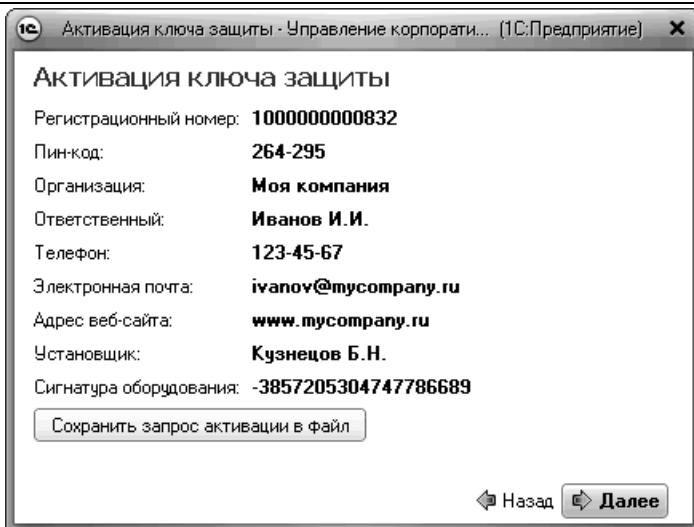 1С Активация ключа защиты - Управление корпорати... (1С:Предприятие)
Активация ключа защиты
Регистрационный номер: 1000000000832
Пин-код: 264-295
Организация: Моя компания
Ответственный: Иванов И.И.
Телефон: 123-45-67
Электронная почта: ivanov@mycompany.ru
Адрес веб-сайта: www.mycompany.ru
Установщик: Кузнецов Б.Н.
Сигнатура оборудования: -3857205304747786689
Сохранить запрос активации в файл
Назад Далее